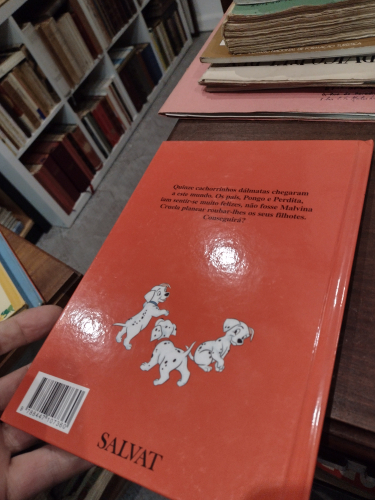 Quinze cachorrinhos dálmatas chegaram
a este mundo. Os pais, Pongo e Perdita,
iam sentir-se muito felizes, não fosse Malvina
Cruela planear roubar-lhes os seus filhotes.
Conseguirá?
SALVAT